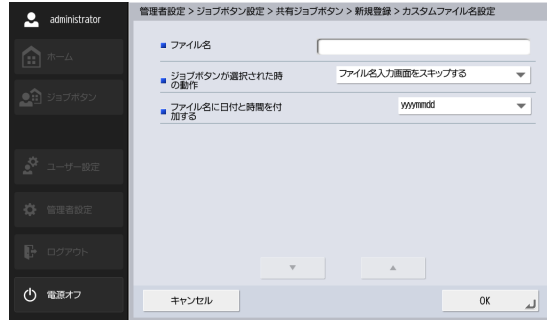 administrator
管理者設定 > ジョブボタン設定 > 共有ジョブボタン > 新規登録 > カスタムファイル名設定
ホーム
ジョブボタン
ユーザー設定
管理者設定
ログアウト
電源オフ
ファイル名
ジョブボタンが選択された時
の動作
ファイル名入力画面をスキップする
ファイル名に日付と時間を付
加する
yyyymmdd
キャンセル
OK